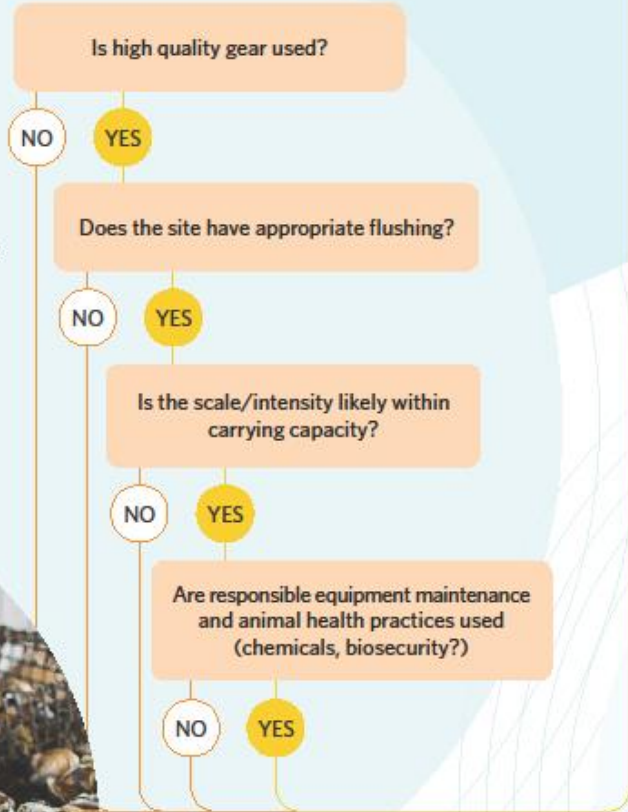 Is high quality gear used?
NO
YES
Does the site have appropriate flushing?
NO
YES
Is the scale/intensity likely within
carrying capacity?
NO
YES
Are responsible equipment maintenance
and animal health practices used
(chemicals, biosecurity?)
NO
YES